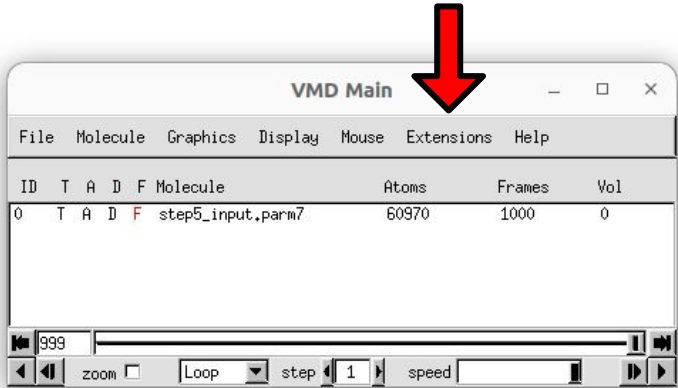 VMD Main
File Molecule Graphics Display Mouse Extensions Help
ID T A D F Molecule Atoms Frames Vol
0 T A D F step5_input.parm7 60970 1000 0
999
zoom Loop step 1 speed